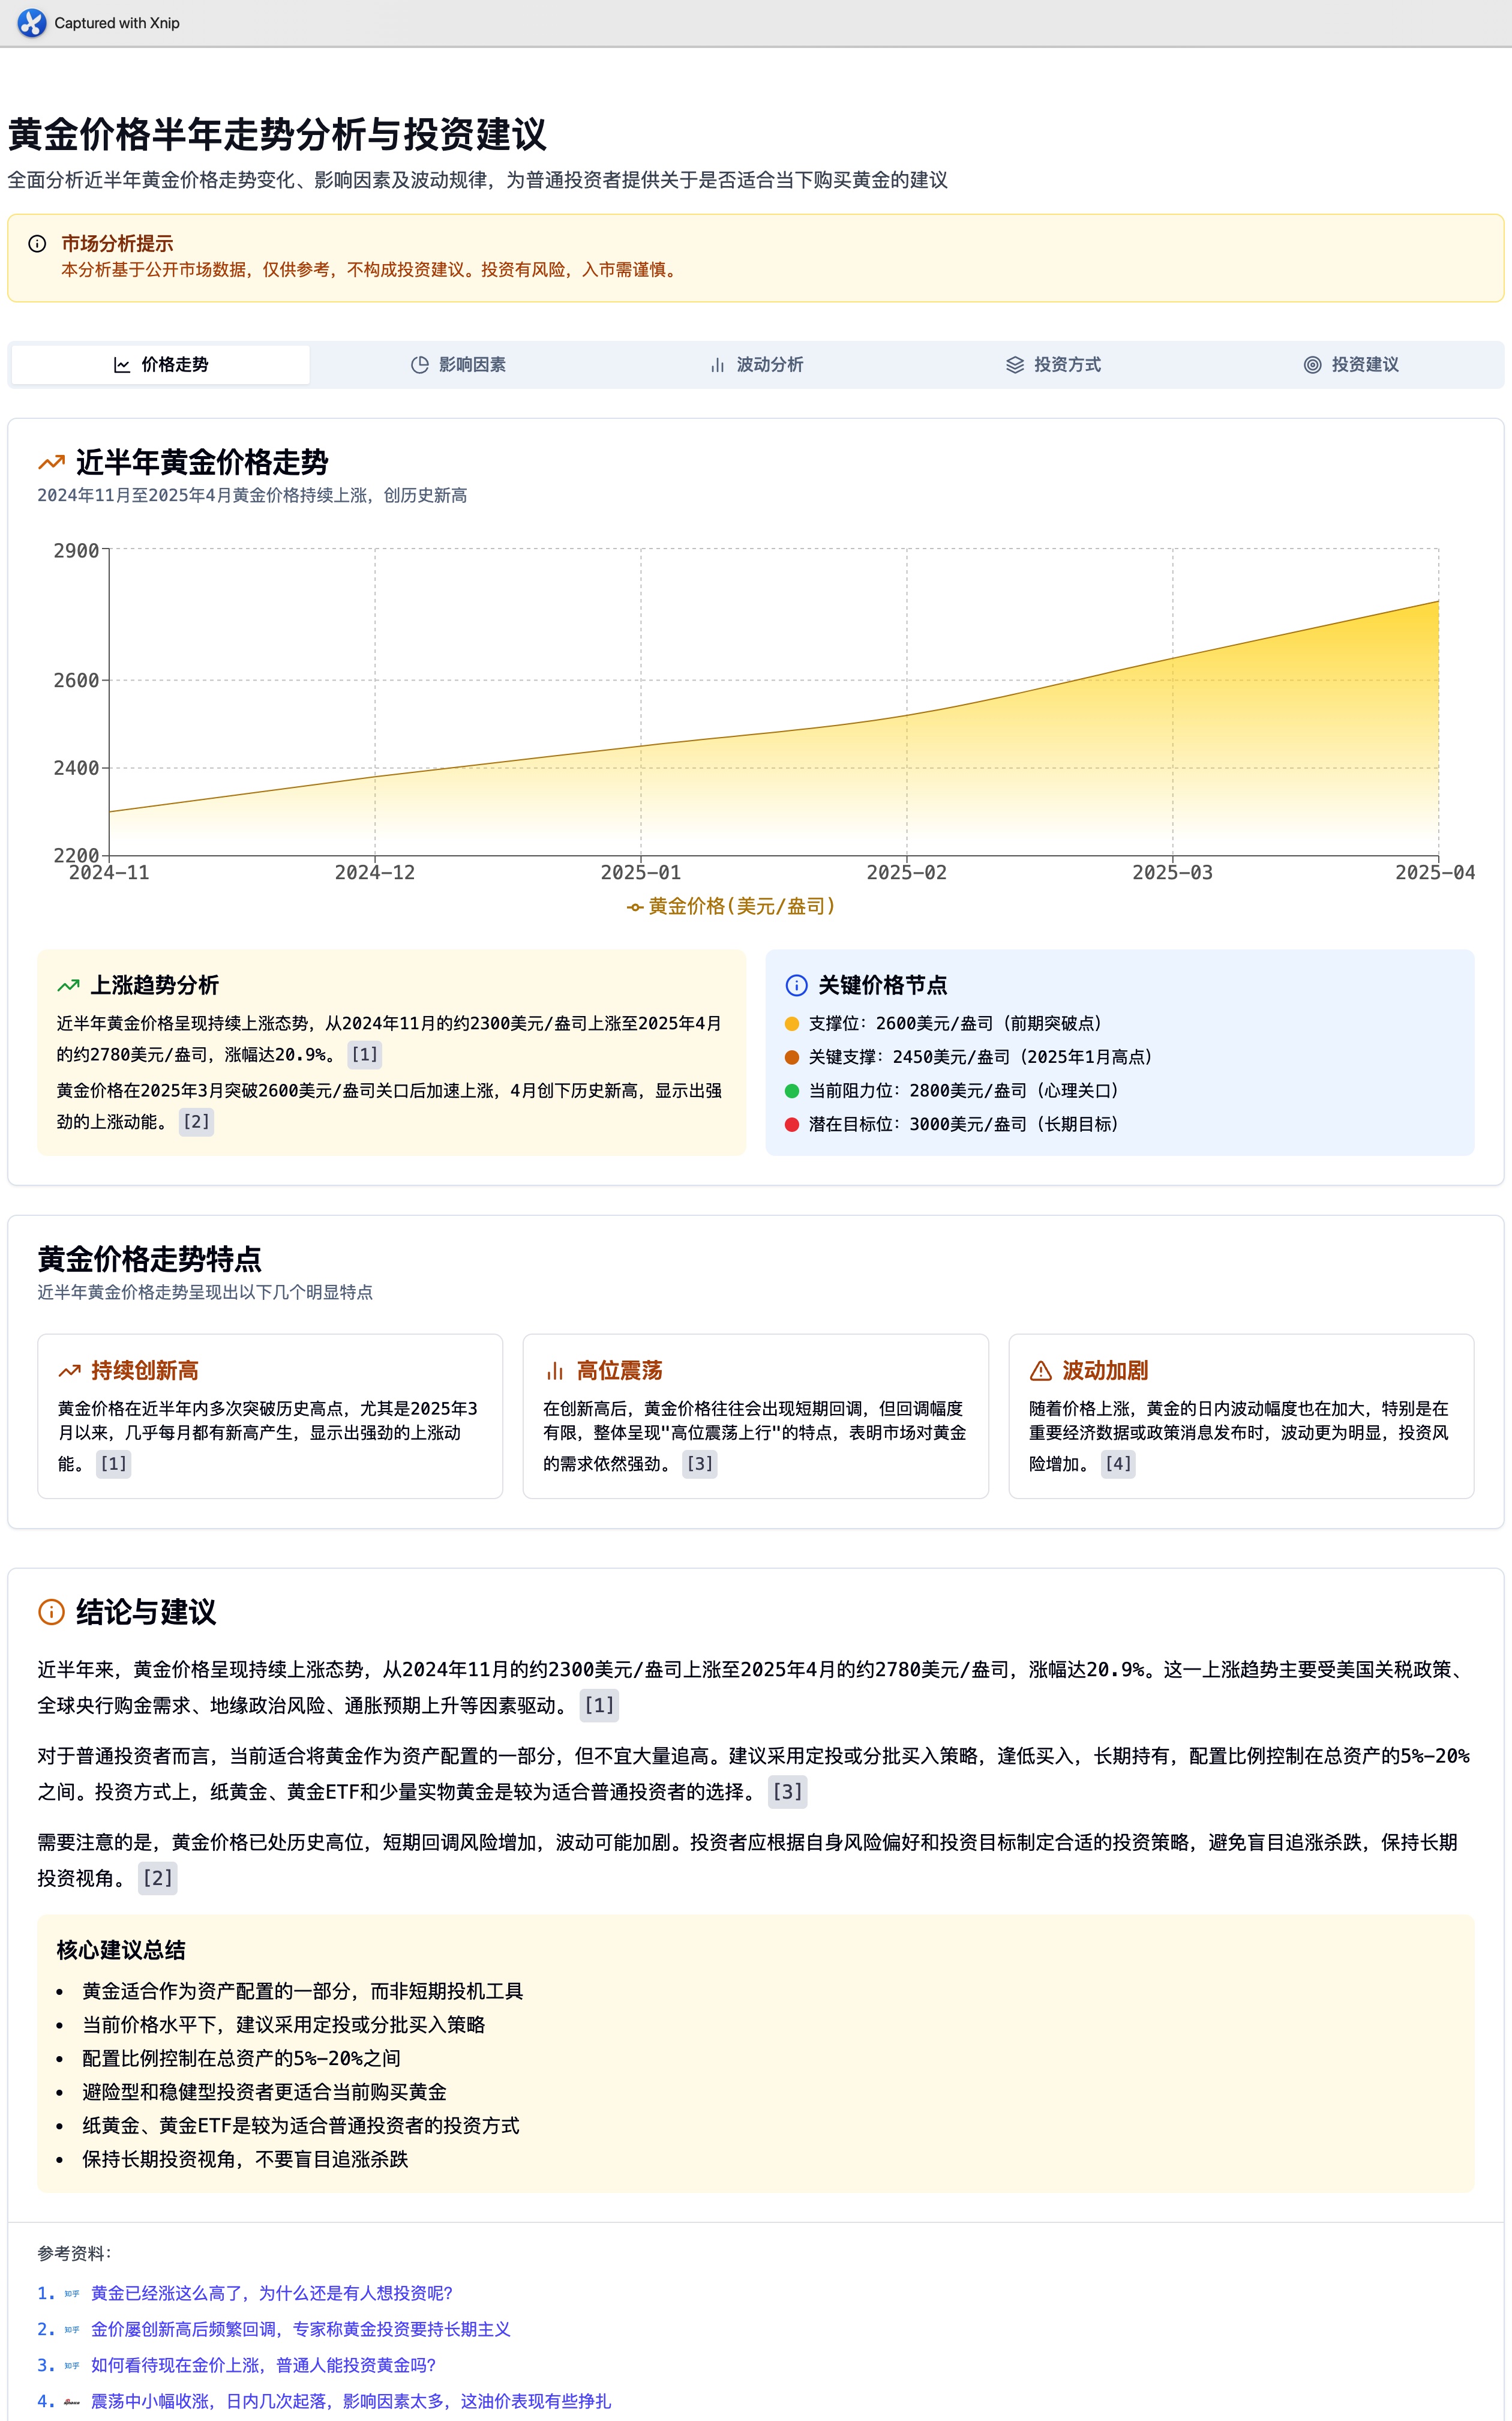 Captured with Xnip
黄金价格半年走势分析与投资建议
全面分析近半年黄金价格走势变化、影响因素及波动规律，为普通投资者提供关于是否适合当下购买黄金的建议
市场分析提示
本分析基于公开市场数据，仅供参考，不构成投资建议。投资有风险，入市需谨慎。
价格走势
影响因素
波动分析
投资方式
投资建议
近半年黄金价格走势
2024年11月至2025年4月黄金价格持续上涨，创历史新高
2900
2600
2400
2200
2024-11
2024-12
2025-01
2025-02
2025-03
2025-04
黄金价格(美元/盎司)
上涨趋势分析
近半年黄金价格呈现持续上涨态势，从2024年11月的约2300美元/盎司上涨至2025年4月
的约2780美元/盎司，涨幅达20.9%。 [1]
黄金价格在2025年3月突破2600美元/盎司关口后加速上涨，4月创下历史新高，显示出强
劲的上涨动能。 [2]
关键价格节点
支撑位：2600美元/盎司（前期突破点）
关键支撑：2450美元/盎司（2025年1月高点）
当前阻力位：2800美元/盎司（心理关口）
潜在目标位：3000美元/盎司（长期目标）
黄金价格走势特点
近半年黄金价格走势呈现出以下几个明显特点
持续创新高
黄金价格在近半年内多次突破历史高点，尤其是2025年3
月以来，几乎每月都有新高产生，显示出强劲的上涨动
能。 [1]
高位震荡
在创新高后，黄金价格往往会出现短期回调，但回调幅度
有限，整体呈现"高位震荡上行"的特点，表明市场对黄金
的需求依然强劲。 [3]
波动加剧
随着价格上涨，黄金的日内波动幅度也在加大，特别是在
重要经济数据或政策消息发布时，波动更为明显，投资风
险增加。 [4]
结论与建议
近半年来，黄金价格呈现持续上涨态势，从2024年11月的约2300美元/盎司上涨至2025年4月的约2780美元/盎司，涨幅达20.9%。这一上涨趋势主要受美国关税政策、
全球央行购金需求、地缘政治风险、通胀预期上升等因素驱动。 [1]
对于普通投资者而言，当前适合将黄金作为资产配置的一部分，但不宜大量追高。建议采用定投或分批买入策略，逢低买入，长期持有，配置比例控制在总资产的5%-20%
之间。投资方式上，纸黄金、黄金ETF和少量实物黄金是较为适合普通投资者的选择。 [3]
需要注意的是，黄金价格已处历史高位，短期回调风险增加，波动可能加剧。投资者应根据自身风险偏好和投资目标制定合适的投资策略，避免盲目追涨杀跌，保持长期
投资视角。 [2]
核心建议总结
• 黄金适合作为资产配置的一部分，而非短期投机工具
• 当前价格水平下，建议采用定投或分批买入策略
• 配置比例控制在总资产的5%-20%之间
• 避险型和稳健型投资者更适合当前购买黄金
• 纸黄金、黄金ETF是较为适合普通投资者的投资方式
• 保持长期投资视角，不要盲目追涨杀跌
参考资料：
1. 知乎 黄金已经涨这么高了，为什么还是有人想投资呢？
2. 知乎 金价屡创新高后频繁回调，专家称黄金投资要持长期主义
3. 知乎 如何看待现在金价上涨，普通人能投资黄金吗？
4. 震荡中小幅收涨，日内几次起落，影响因素太多，这油价表现有些挣扎